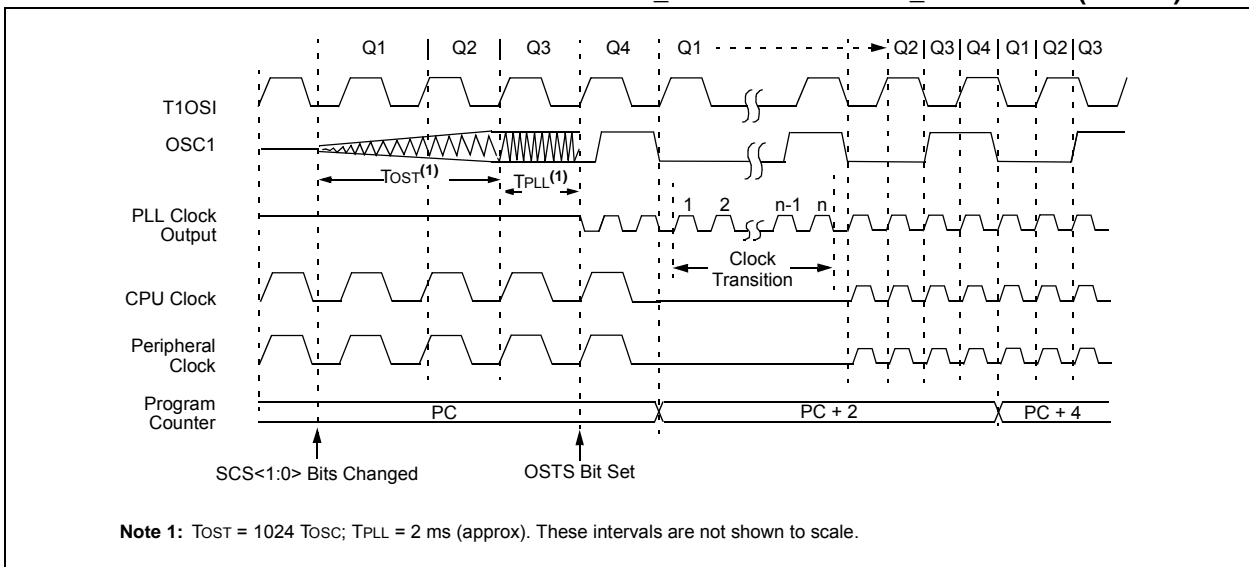 Q1 Q2 Q3 Q4 Q1 Q2 Q3 Q4 Q1 Q2 Q3
T1OSI
OSC1
TOST(1)
TPLL(1)
PLL Clock
Output
1 2 n-1 n
Clock
Transition
CPU Clock
Peripheral
Clock
Program
Counter
PC PC + 2 PC + 4
SCS<1:0> Bits Changed OSTS Bit Set
Note 1: TOST = 1024 TOSC; TPLL = 2 ms (approx). These intervals are not shown to scale.